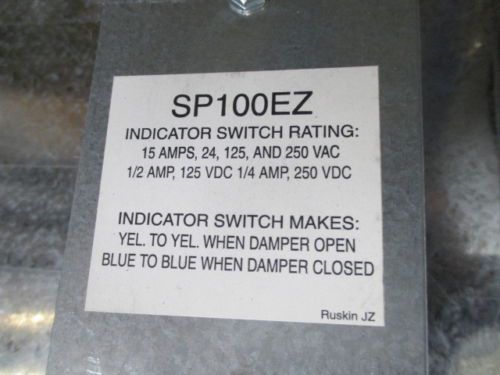 SP100EZ
INDICATOR SWITCH RATING:
15 AMPS, 24, 125, AND 250 VAC
1/2 AMP, 125 VDC 1/4 AMP, 250 VDC
INDICATOR SWITCH MAKES:
YEL. TO YEL. WHEN DAMPER OPEN
BLUE TO BLUE WHEN DAMPER CLOSED
Ruskin JZ